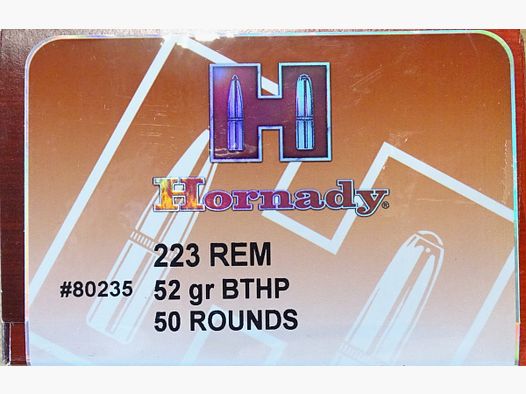 H
Hornady®
223 REM
#80235 52 gr BTHP
50 ROUNDS